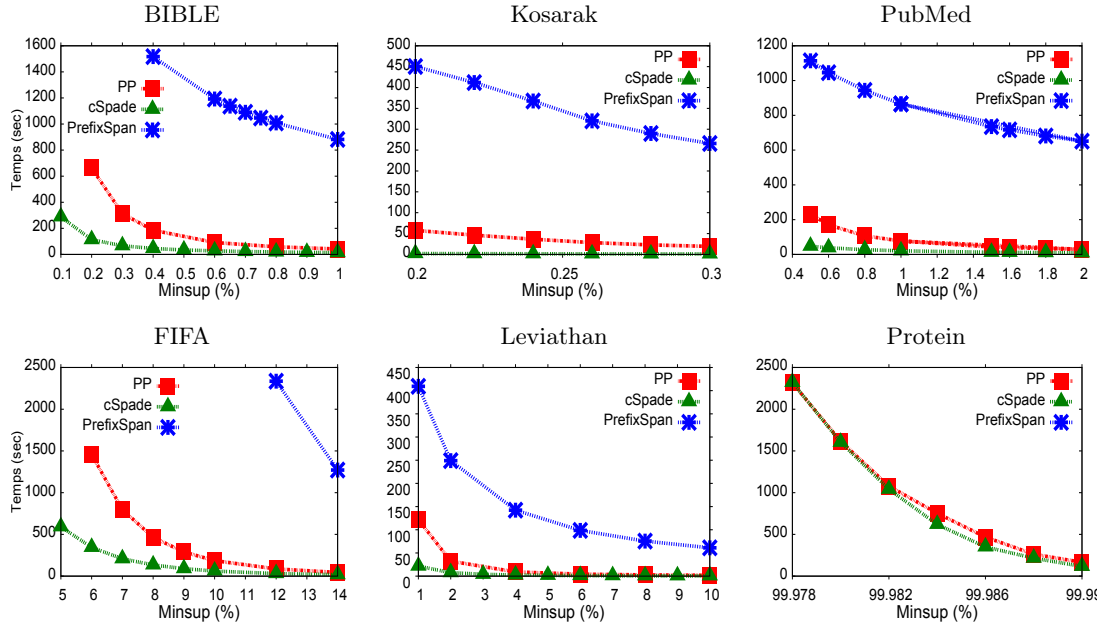 BIBLE
1600
1400
1200
1000
800
600
400
200
0
Temps (sec)
PP
cSpade
PrefixSpan
0.1 0.2 0.3 0.4 0.5 0.6 0.7 0.8 0.9 1
Minsup (%)
Kosarak
500
450
400
350
300
250
200
150
100
50
0
PP
cSpade
PrefixSpan
0.2 0.25 0.3
Minsup (%)
PubMed
1200
1000
800
600
400
200
0
PP
cSpade
PrefixSpan
0.4 0.6 0.8 1 1.2 1.4 1.6 1.8 2
Minsup (%)
FIFA
2500
2000
1500
1000
500
0
Temps (sec)
PP
cSpade
PrefixSpan
5 6 7 8 9 10 11 12 13 14
Minsup (%)
Leviathan
450
400
350
300
250
200
150
100
50
0
PP
cSpade
PrefixSpan
1 2 3 4 5 6 7 8 9 10
Minsup (%)
Protein
2500
2000
1500
1000
500
0
PP
cSpade
PrefixSpan
99.978 99.982 99.986 99.99
Minsup (%)